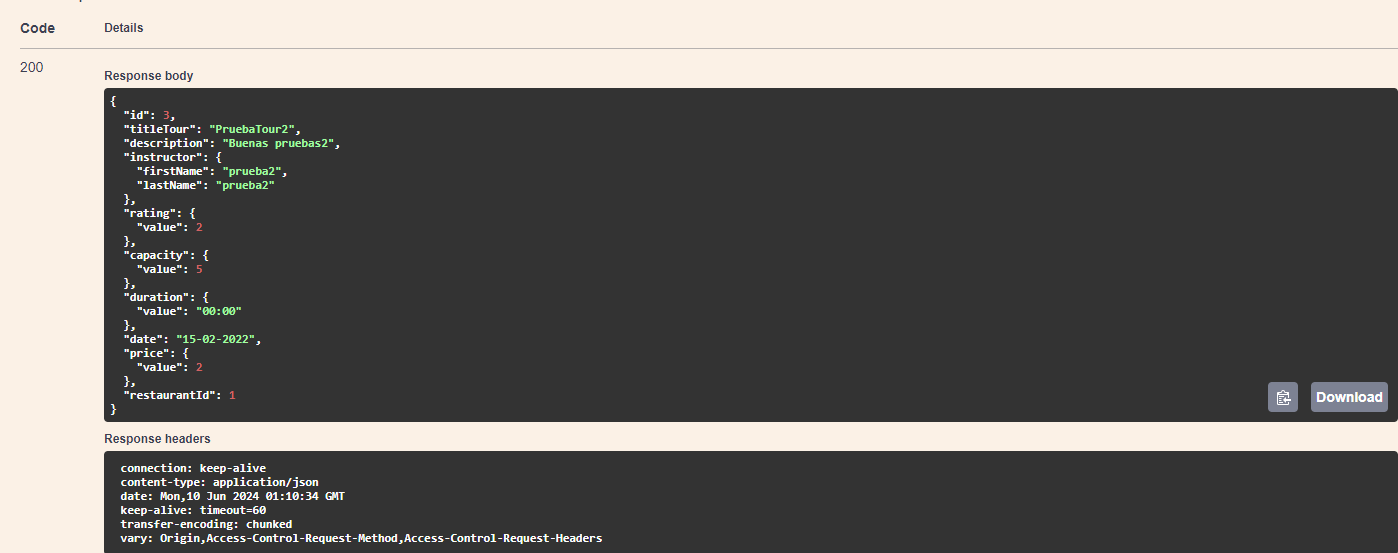 Code Details
200
Response body
{
  "id": 3,
  "titleTour": "PruebaTour2",
  "description": "Buenas pruebas2",
  "instructor": {
    "firstName": "prueba2",
    "lastName": "prueba2"
  },
  "rating": {
    "value": 2
  },
  "capacity": {
    "value": 5
  },
  "duration": {
    "value": "00:00"
  },
  "date": "15-02-2022",
  "price": {
    "value": 2
  },
  "restaurantId": 1
}
Download
Response headers
connection: keep-alive
content-type: application/json
date: Mon,10 Jun 2024 01:10:34 GMT
keep-alive: timeout=60
transfer-encoding: chunked
vary: Origin,Access-Control-Request-Method,Access-Control-Request-Headers